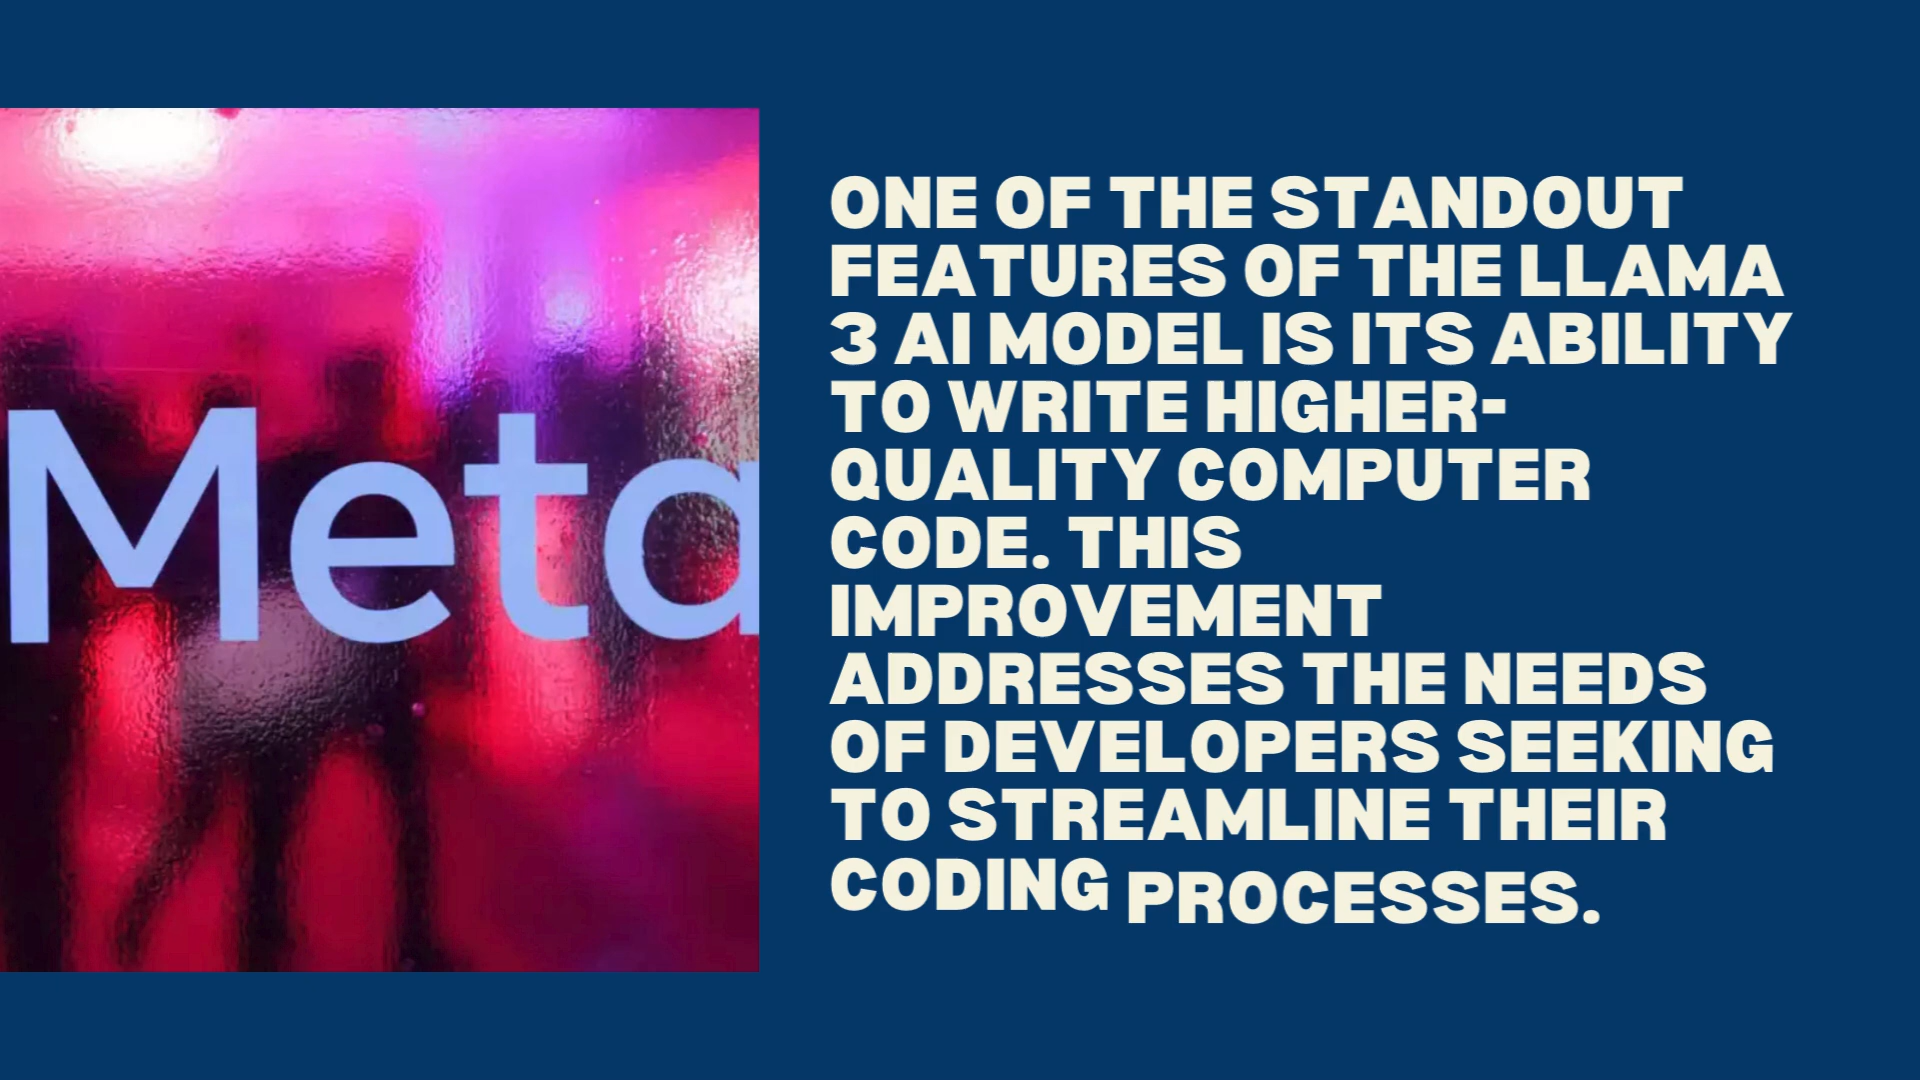 Meta
ONE OF THE STANDOUT
FEATURES OF THE LLAMA
3 AI MODEL IS ITS ABILITY
TO WRITE HIGHER-
QUALITY COMPUTER
CODE. THIS
IMPROVEMENT
ADDRESSES THE NEEDS
OF DEVELOPERS SEEKING
TO STREAMLINE THEIR
CODING PROCESSES.